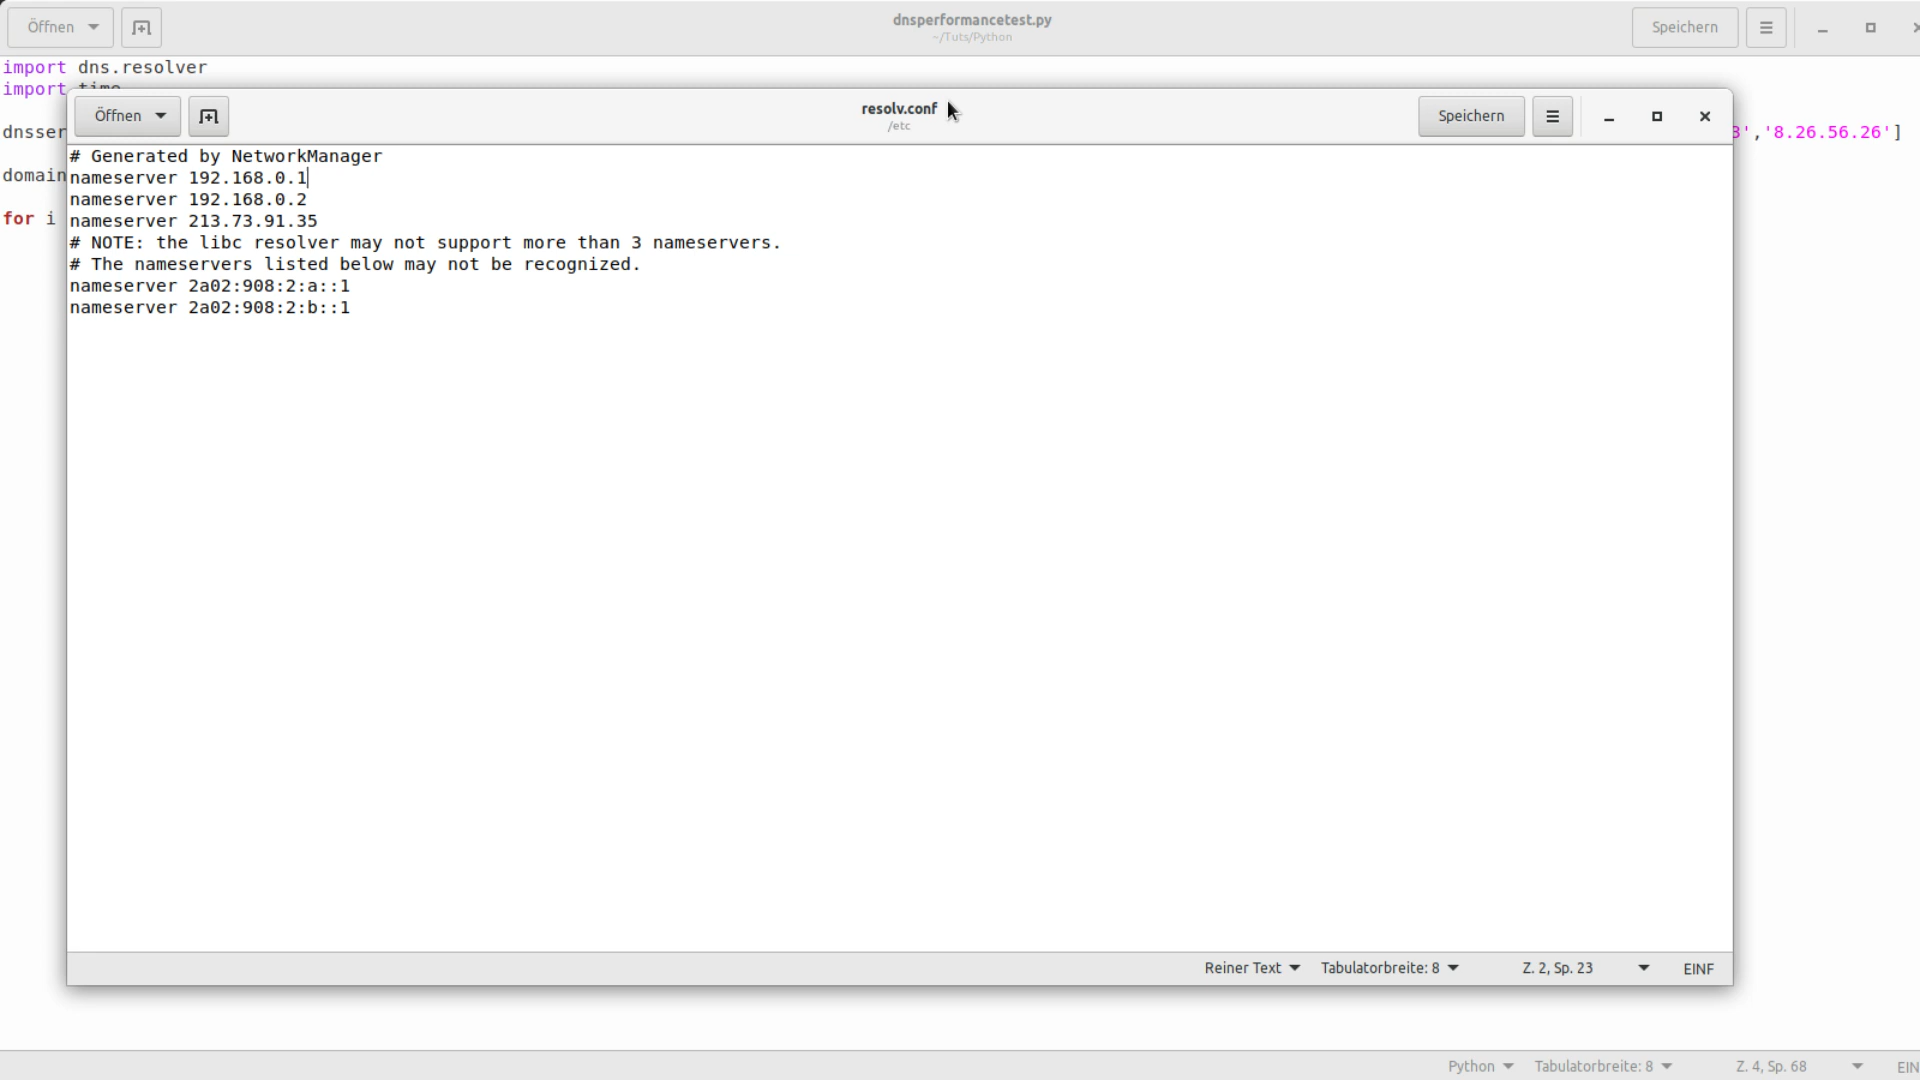 Öffnen
dnsperformancetest.py
~/Tuts/Python
Speichern
import dns.resolver
import
Öffnen
resolv.conf
/etc
Speichern
dnsser
','8.26.56.26']
domain
for i
# Generated by NetworkManager
nameserver 192.168.0.1
nameserver 192.168.0.2
nameserver 213.73.91.35
# NOTE: the libc resolver may not support more than 3 nameservers.
# The nameservers listed below may not be recognized.
nameserver 2a02:908:2:a::1
nameserver 2a02:908:2:b::1
Reiner Text
Tabulatorbreite: 8
Z. 2, Sp. 23
EINF
Python
Tabulatorbreite: 8
Z. 4, Sp. 68
EIN